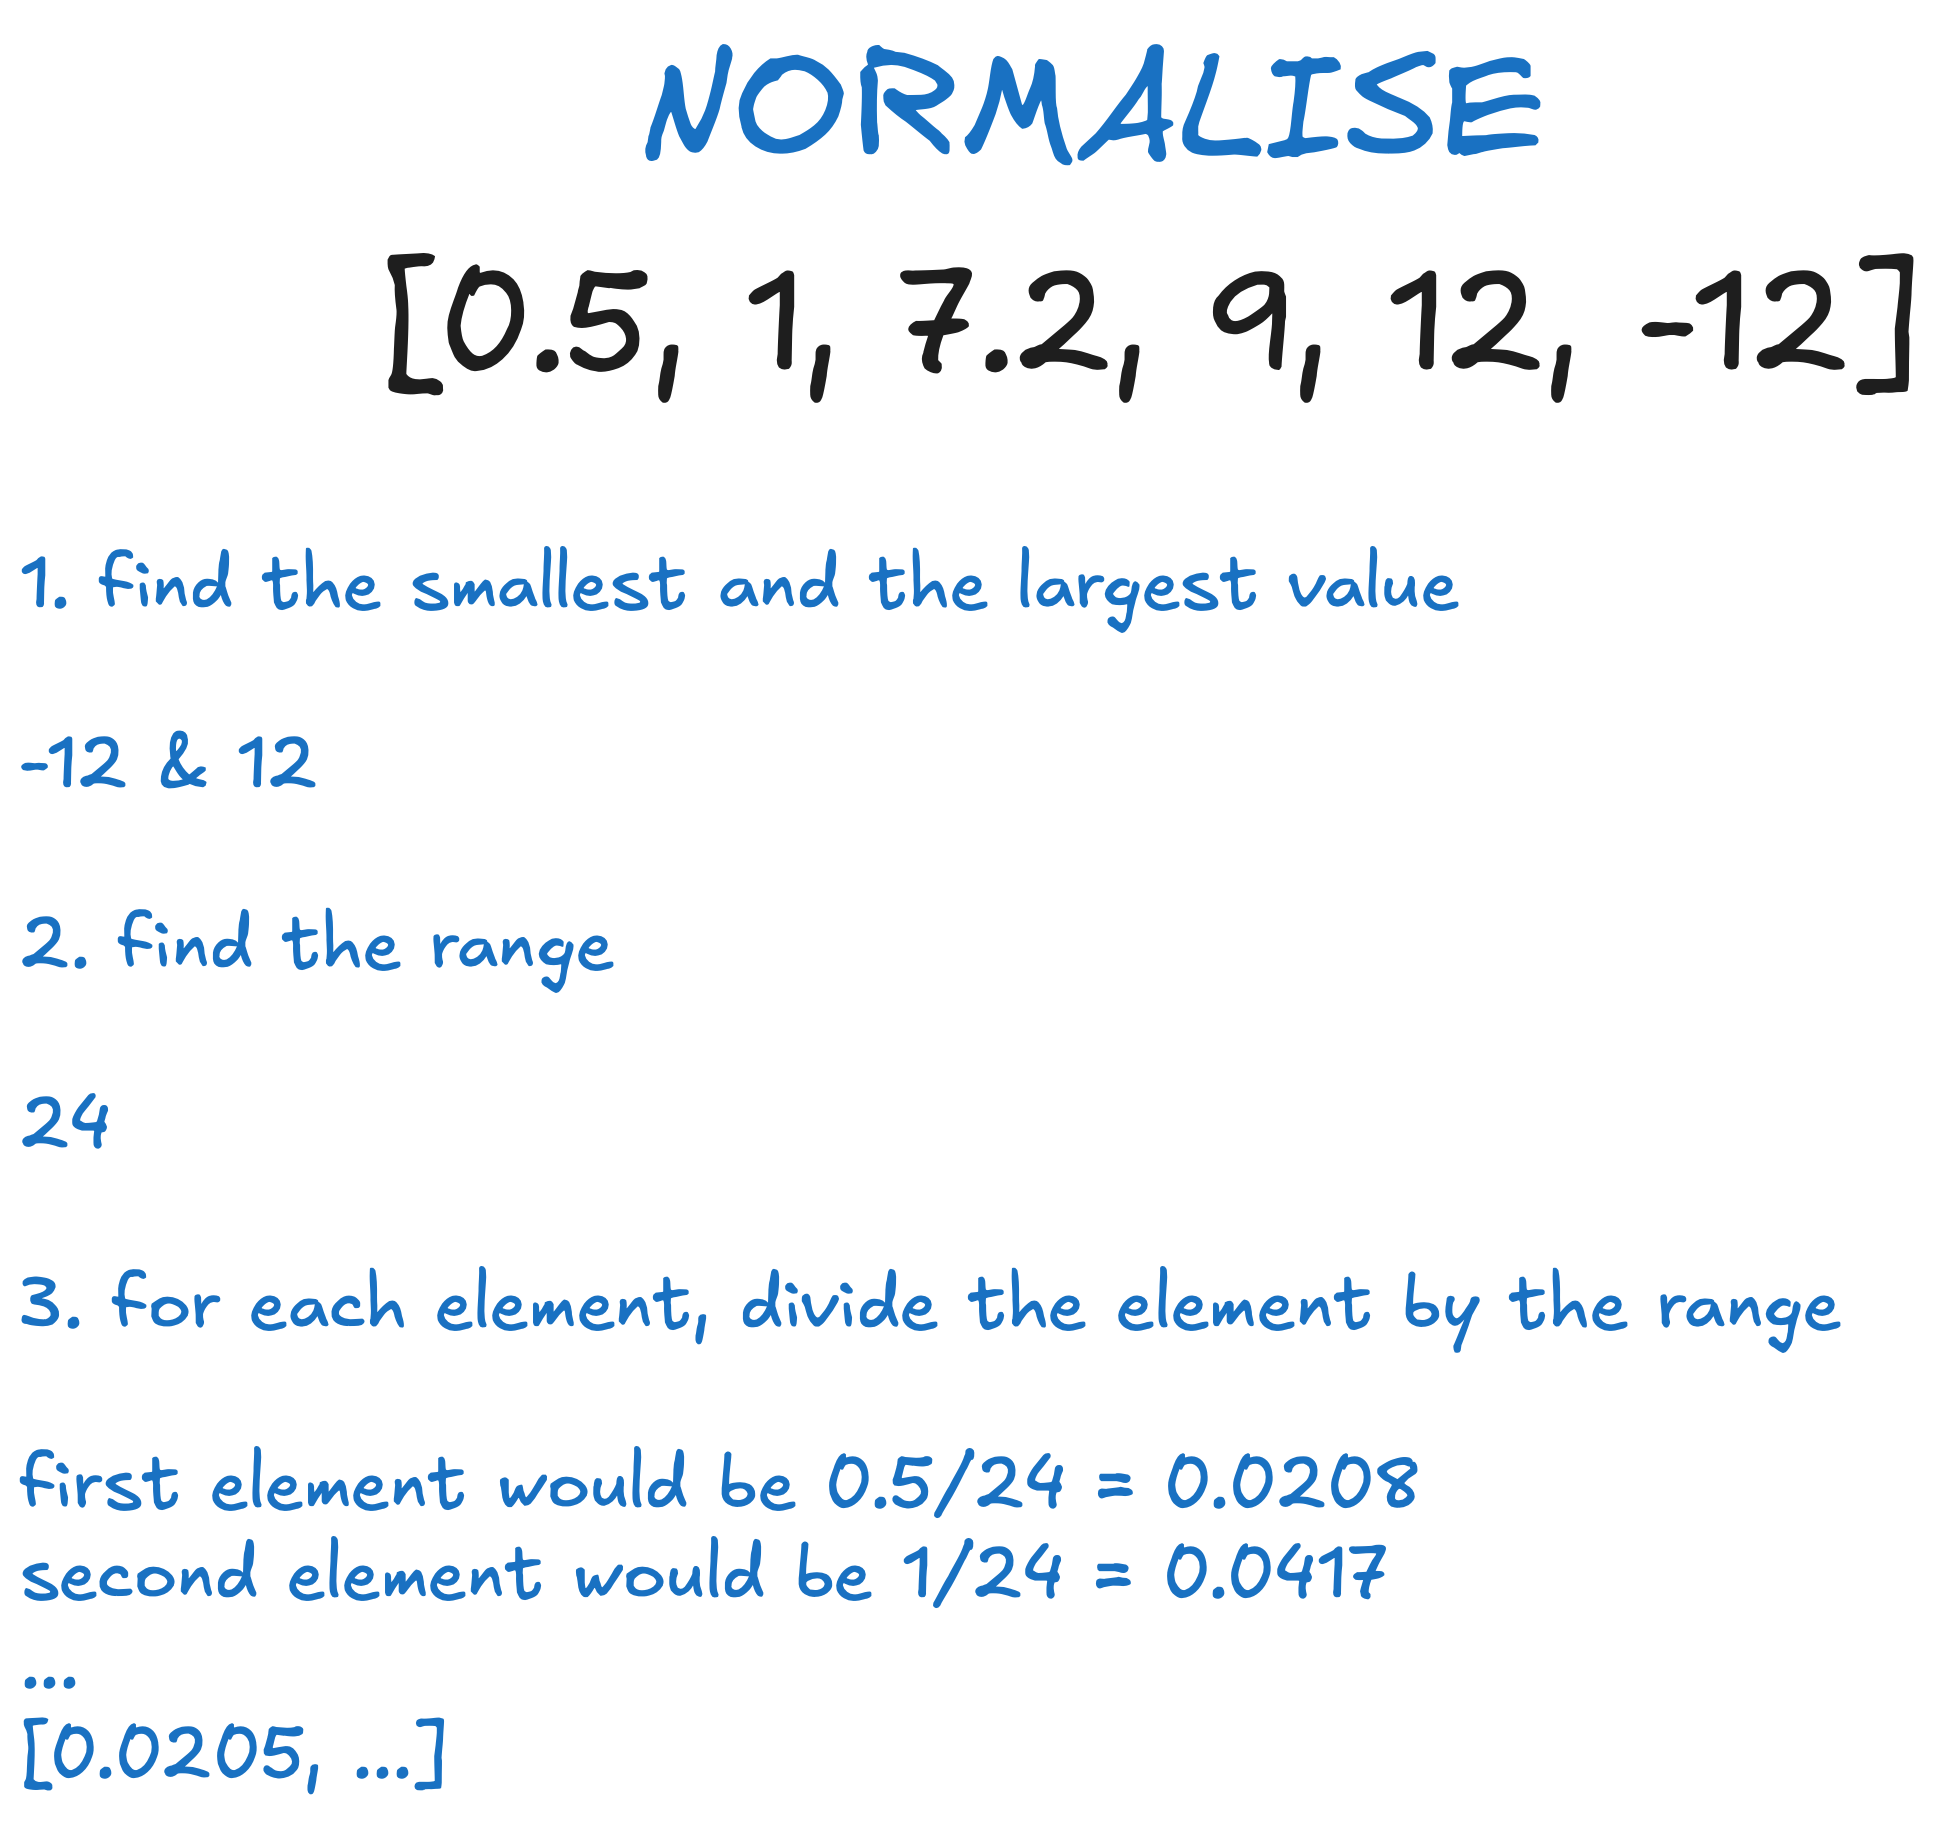 NORMALISE
[0.5, 1, 7.2, 9, 12, -12]
1. find the smallest and the largest value
-12 & 12
2. find the range
24
3. for each element, divide the element by the range
first element would be 0.5/24 = 0.0208
second element would be 1/24 = 0.0417
...
[0.0205, ...]